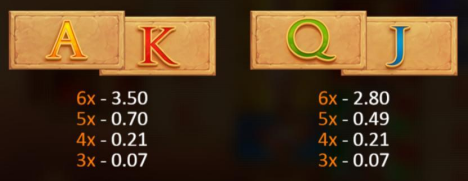 A K
6x - 3.50
5x - 0.70
4x - 0.21
3x - 0.07
Q J
6x - 2.80
5x - 0.49
4x - 0.21
3x - 0.07